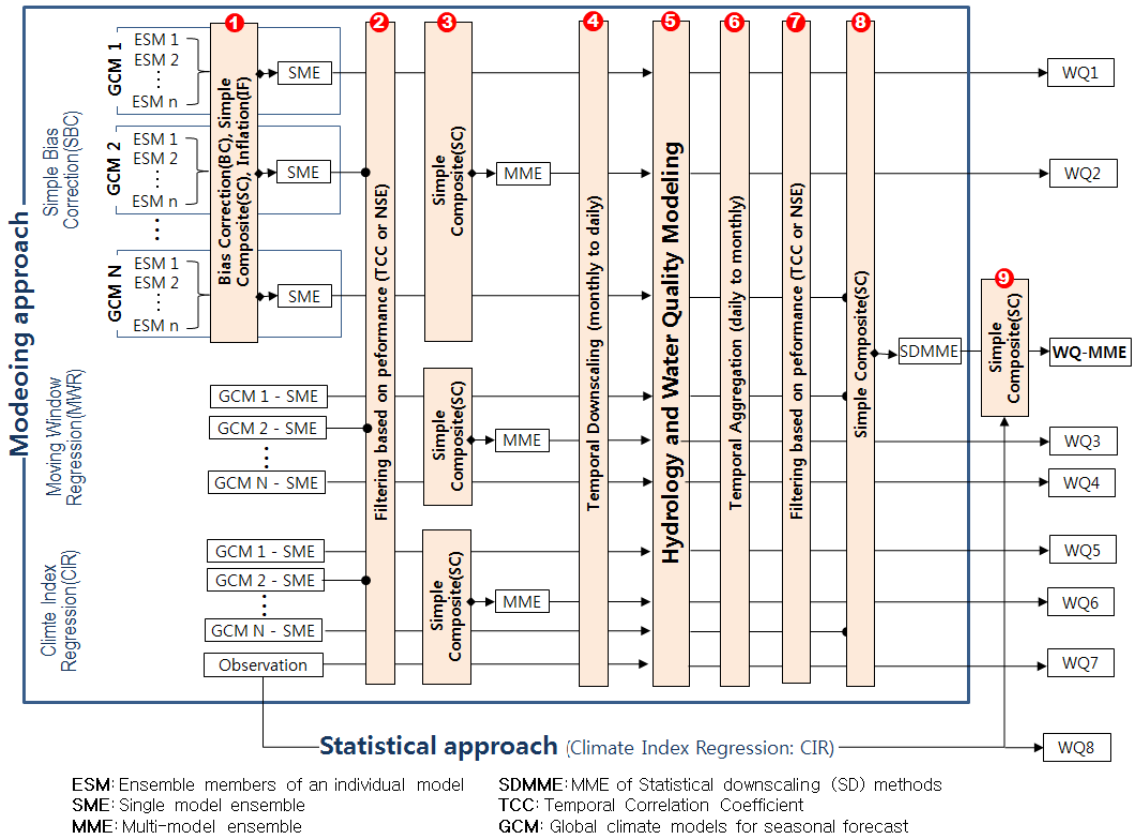 Modeoing approach
Simple Bias
Correction(SBC)
Moving Window
Regression(MWR)
Climte Index
Regression(CIR)
GCM 1
ESM 1
ESM 2
ESM n
SME
GCM 2
ESM 1
ESM 2
ESM n
SME
GCM N
ESM 1
ESM 2
ESM n
SME
1
Bias Correction(BC), Simple
Composite(SC), Inflation(IF)
2
Filtering based on peformance (TCC or NSE)
3
Simple
Composite(SC)
MME
GCM 1 - SME
GCM 2 - SME
GCM N - SME
Simple
Composite(SC)
MME
GCM 1 - SME
GCM 2 - SME
GCM N - SME
Observation
Simple
Composite(SC)
MME
4
Temporal Downscaling (monthly to daily)
5
Hydrology and Water Quality Modeling
6
Temporal Aggregation (daily to monthly)
7
Filtering based on peformance (TCC or NSE)
8
Simple Composite(SC)
SDMME
9
Simple
Composite(SC)
WQ1
WQ2
WQ-MME
WQ3
WQ4
WQ5
WQ6
WQ7
WQ8
Statistical approach (Climate Index Regression: CIR)
ESM: Ensemble members of an individual model
SME: Single model ensemble
MME: Multi-model ensemble
SDMME: MME of Statistical downscaling (SD) methods
TCC: Temporal Correlation Coefficient
GCM: Global climate models for seasonal forecast